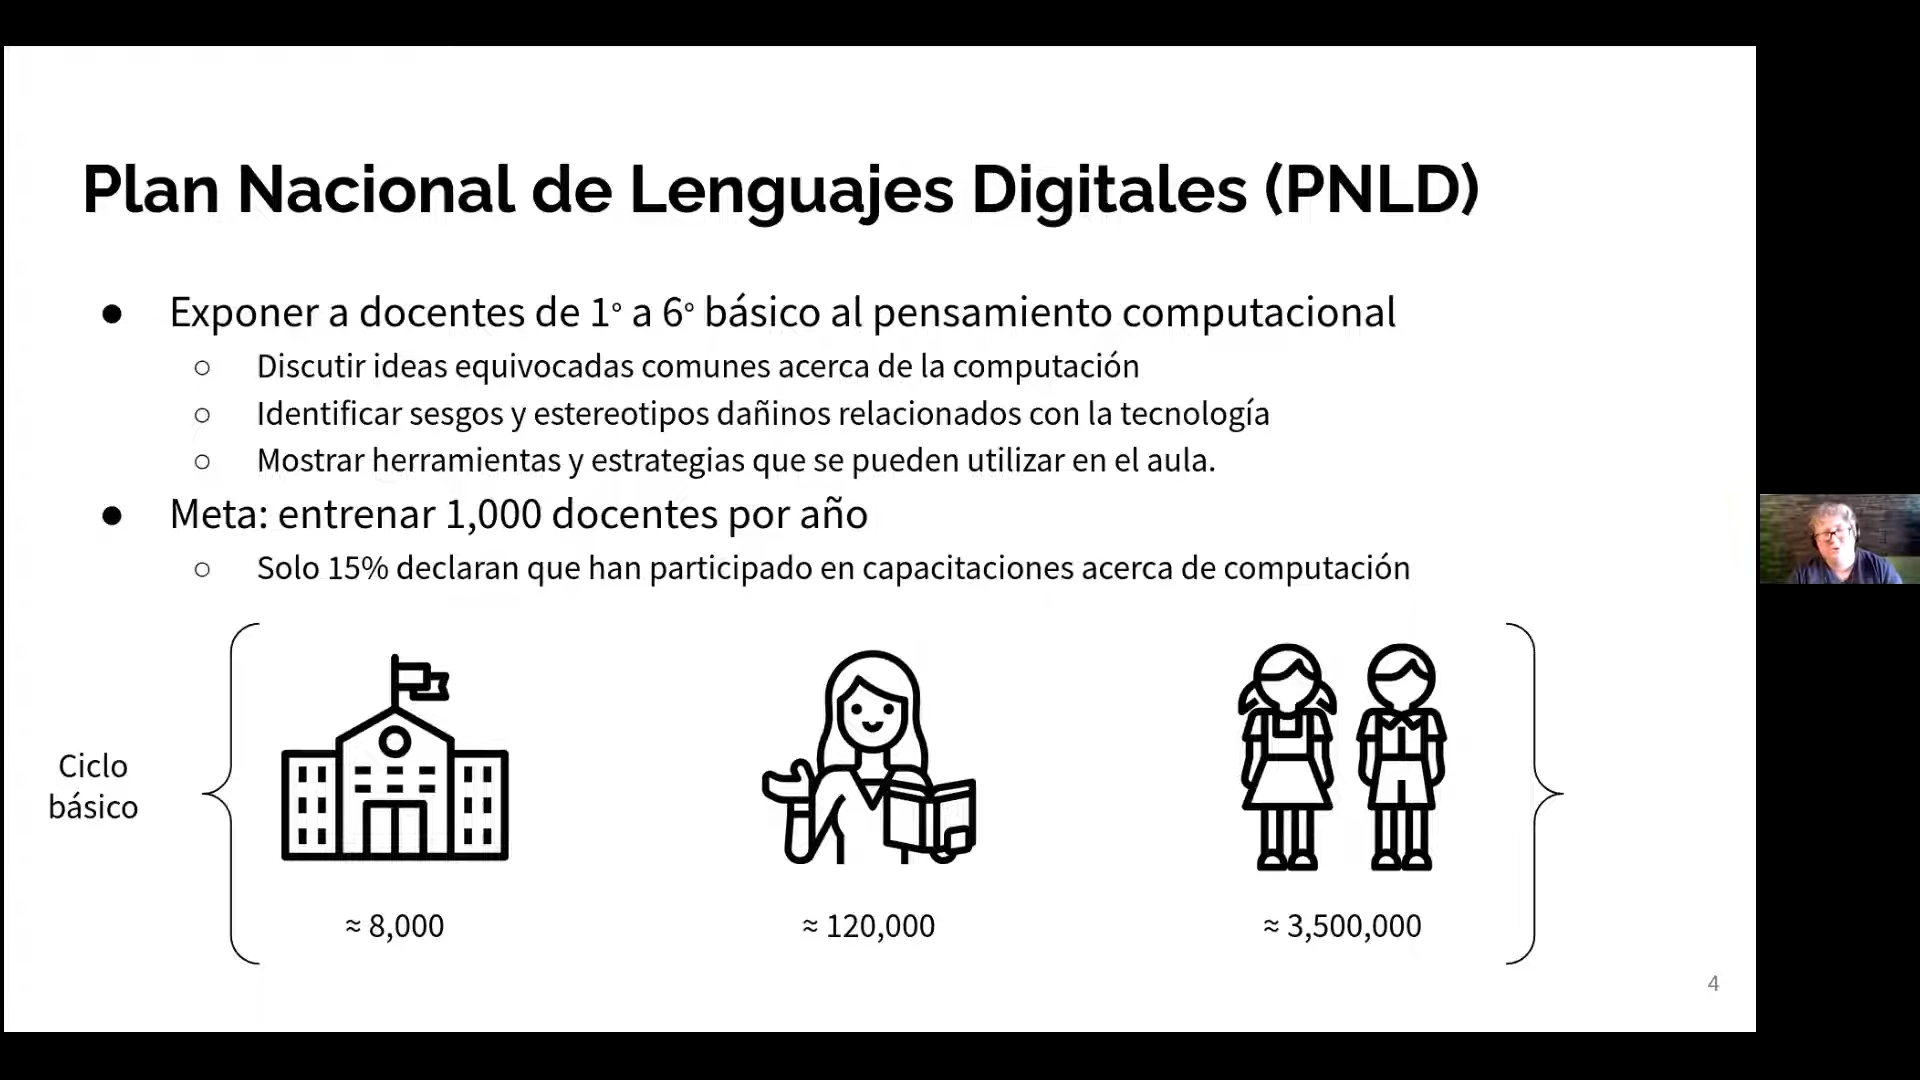 Plan Nacional de Lenguajes Digitales (PNLD)
● Exponer a docentes de 1° a 6° básico al pensamiento computacional
○ Discutir ideas equivocadas comunes acerca de la computación
○ Identificar sesgos y estereotipos dañinos relacionados con la tecnología
○ Mostrar herramientas y estrategias que se pueden utilizar en el aula.
● Meta: entrenar 1,000 docentes por año
○ Solo 15% declaran que han participado en capacitaciones acerca de computación
Ciclo
básico
≈ 8,000
≈ 120,000
≈ 3,500,000
4